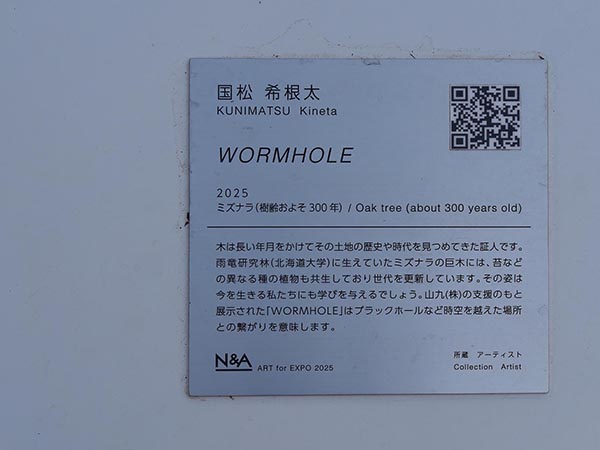 国松 希根太
KUNIMATSU Kineta
WORMHOLE
2025
ミズナラ(樹齢およそ300年) / Oak tree (about 300 years old)
木は長い年月をかけてその土地の歴史や時代を見つめてきた証人です。
雨竜研究林(北海道大学)に生えていたミズナラの巨木には、苔など
の異なる種の植物も共生しており世代を更新しています。その姿は
今を生きる私たちにも学びを与えるでしょう。山九(株)の支援のもと
展示された「WORMHOLE」はブラックホールなど時空を越えた場所
との繋がりを意味します。
N&A ART for EXPO 2025
所蔵 アーティスト
Collection Artist